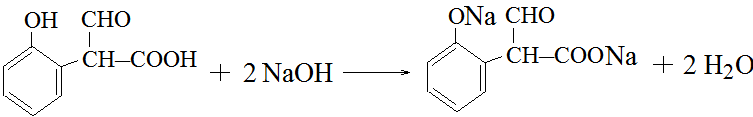 OH CHO
CH–COOH + 2 NaOH
ONa CHO
CH–COONa + 2 H₂O